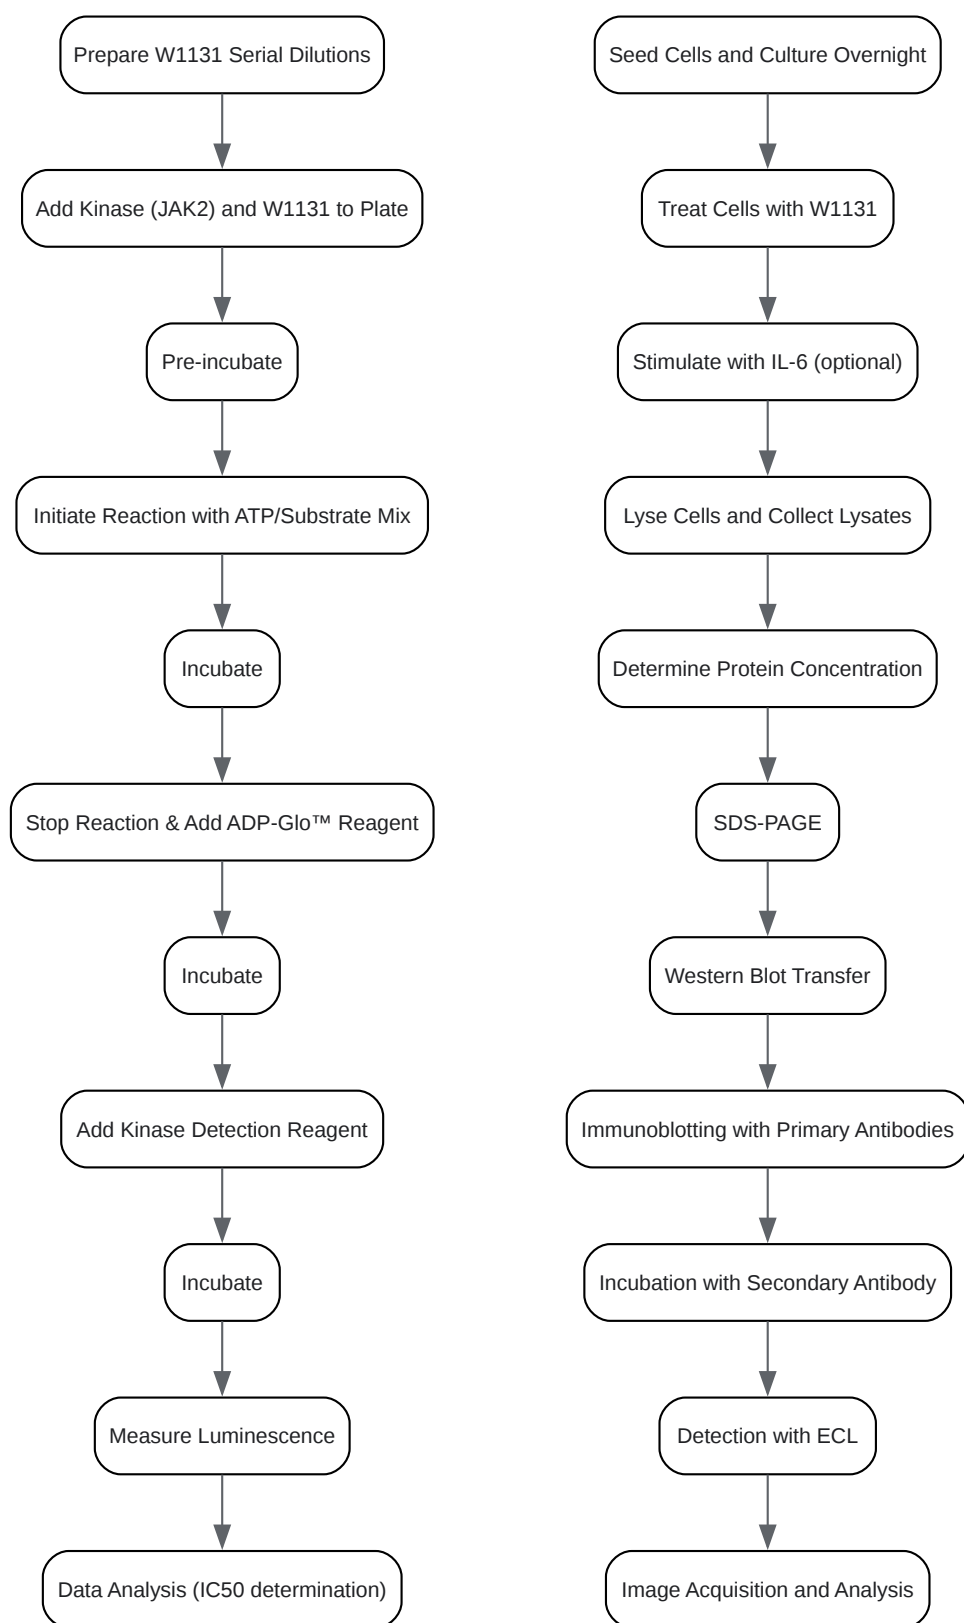 Prepare W1131 Serial Dilutions
Add Kinase (JAK2) and W1131 to Plate
Pre-incubate
Initiate Reaction with ATP/Substrate Mix
Incubate
Stop Reaction & Add ADP-Glo™ Reagent
Incubate
Add Kinase Detection Reagent
Incubate
Measure Luminescence
Data Analysis (IC50 determination)
Seed Cells and Culture Overnight
Treat Cells with W1131
Stimulate with IL-6 (optional)
Lyse Cells and Collect Lysates
Determine Protein Concentration
SDS-PAGE
Western Blot Transfer
Immunoblotting with Primary Antibodies
Incubation with Secondary Antibody
Detection with ECL
Image Acquisition and Analysis